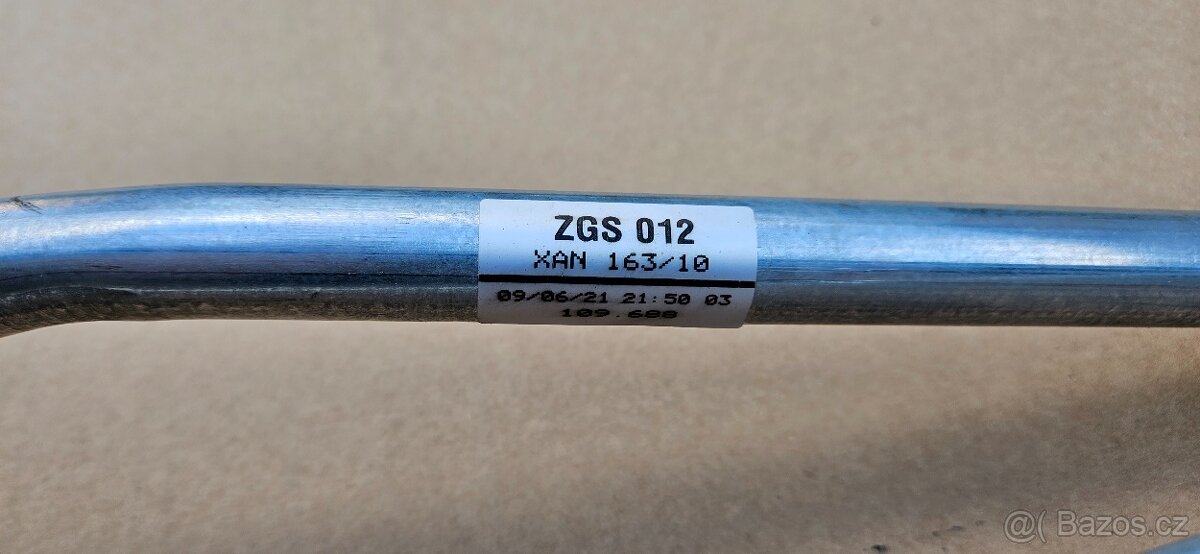 ZGS 012
XAN 163/10
09/06/21 21:50 03
109.688
@( Bazos.cz